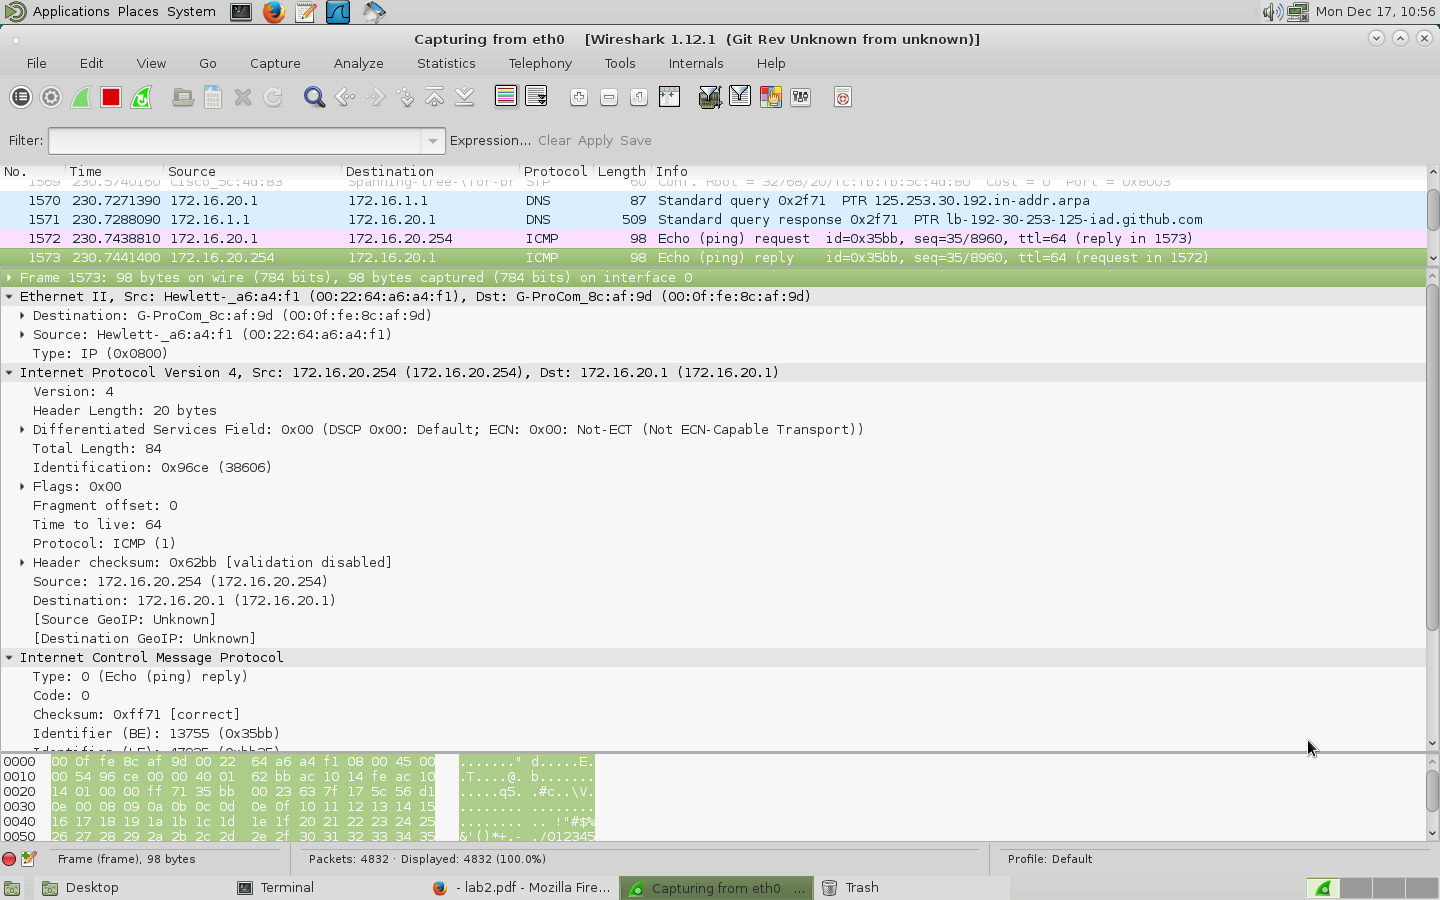 Applications Places System Mon Dec 17, 10:56
Capturing from eth0 [Wireshark 1.12.1 (Git Rev Unknown from unknown)]
File Edit View Go Capture Analyze Statistics Telephony Tools Internals Help
Filter: Expression... Clear Apply Save
No. Time Source Destination Protocol Length Info
1569 230.5740160 Cisco_5c:4d:83 Spanning-tree-(for-br STP 60 Conf. Root = 32768/20/fc:fb:fb:5c:4d:80 Cost = 0 Port = 0x8003
1570 230.7271390 172.16.20.1 172.16.1.1 DNS 87 Standard query 0x2f71 PTR 125.253.30.192.in-addr.arpa
1571 230.7288090 172.16.1.1 172.16.20.1 DNS 509 Standard query response 0x2f71 PTR lb-192-30-253-125-iad.github.com
1572 230.7438810 172.16.20.1 172.16.20.254 ICMP 98 Echo (ping) request id=0x35bb, seq=35/8960, ttl=64 (reply in 1573)
1573 230.7441400 172.16.20.254 172.16.20.1 ICMP 98 Echo (ping) reply id=0x35bb, seq=35/8960, ttl=64 (request in 1572)
Frame 1573: 98 bytes on wire (784 bits), 98 bytes captured (784 bits) on interface 0
Ethernet II, Src: Hewlett-_a6:a4:f1 (00:22:64:a6:a4:f1), Dst: G-ProCom_8c:af:9d (00:0f:fe:8c:af:9d)
Destination: G-ProCom_8c:af:9d (00:0f:fe:8c:af:9d)
Source: Hewlett-_a6:a4:f1 (00:22:64:a6:a4:f1)
Type: IP (0x0800)
Internet Protocol Version 4, Src: 172.16.20.254 (172.16.20.254), Dst: 172.16.20.1 (172.16.20.1)
Version: 4
Header Length: 20 bytes
Differentiated Services Field: 0x00 (DSCP 0x00: Default; ECN: 0x00: Not-ECT (Not ECN-Capable Transport))
Total Length: 84
Identification: 0x96ce (38606)
Flags: 0x00
Fragment offset: 0
Time to live: 64
Protocol: ICMP (1)
Header checksum: 0x62bb [validation disabled]
Source: 172.16.20.254 (172.16.20.254)
Destination: 172.16.20.1 (172.16.20.1)
[Source GeoIP: Unknown]
[Destination GeoIP: Unknown]
Internet Control Message Protocol
Type: 0 (Echo (ping) reply)
Code: 0
Checksum: 0xff71 [correct]
Identifier (BE): 13755 (0x35bb)
Identifier (LE): 47925 (0xbb35)
0000 00 0f fe 8c af 9d 00 22 64 a6 a4 f1 08 00 45 00 ......." d.....E.
0010 00 54 96 ce 00 00 40 01 62 bb ac 10 14 fe ac 10 .T....@. b.......
0020 14 01 00 00 ff 71 35 bb 00 23 63 7f 17 5c 56 d1 .....q5. .#c..\V.
0030 0e 00 08 09 0a 0b 0c 0d 0e 0f 10 11 12 13 14 15 ........ ........
0040 16 17 18 19 1a 1b 1c 1d 1e 1f 20 21 22 23 24 25 ........ .. !"#$%
0050 26 27 28 29 2a 2b 2c 2d 2e 2f 30 31 32 33 34 35 &'()*+,- ./012345
Frame (frame), 98 bytes Packets: 4832 · Displayed: 4832 (100.0%) Profile: Default
Desktop Terminal - lab2.pdf - Mozilla Fire... Capturing from eth0 ... Trash